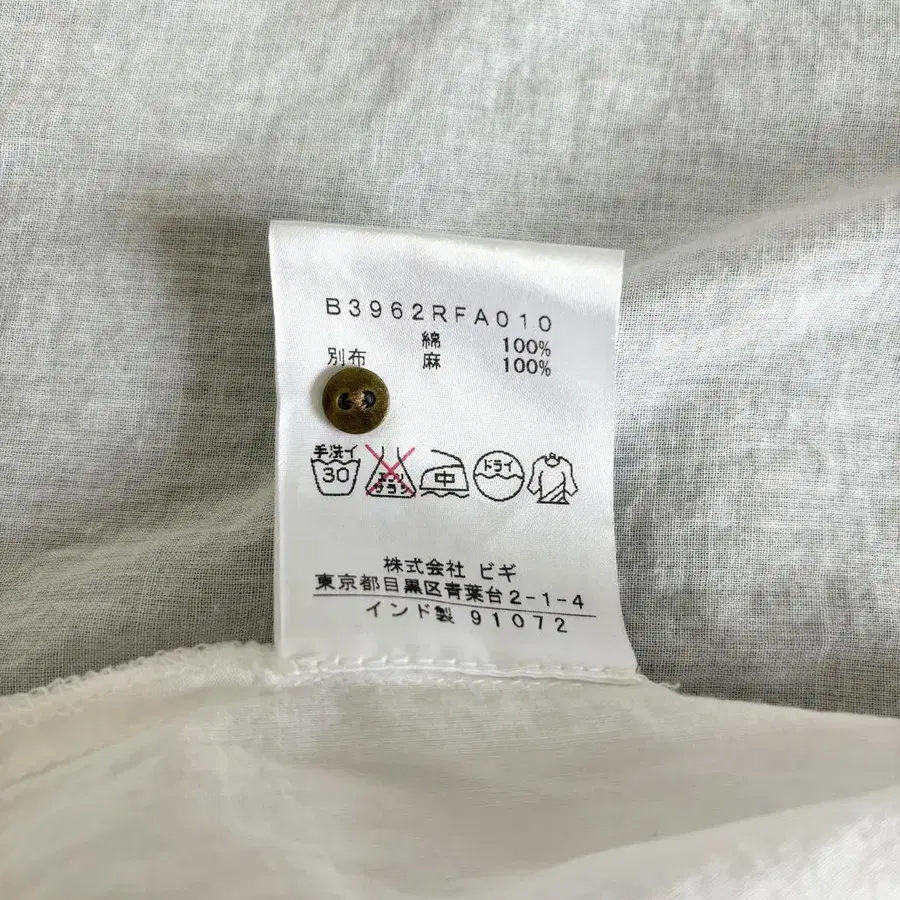 B3962RFA010
綿 100%
別布 麻 100%
手洗イ
30
エンソ
サラシ
中
ドライ
株式会社 ビギ
東京都目黒区青葉台2-1-4
インド製 91072